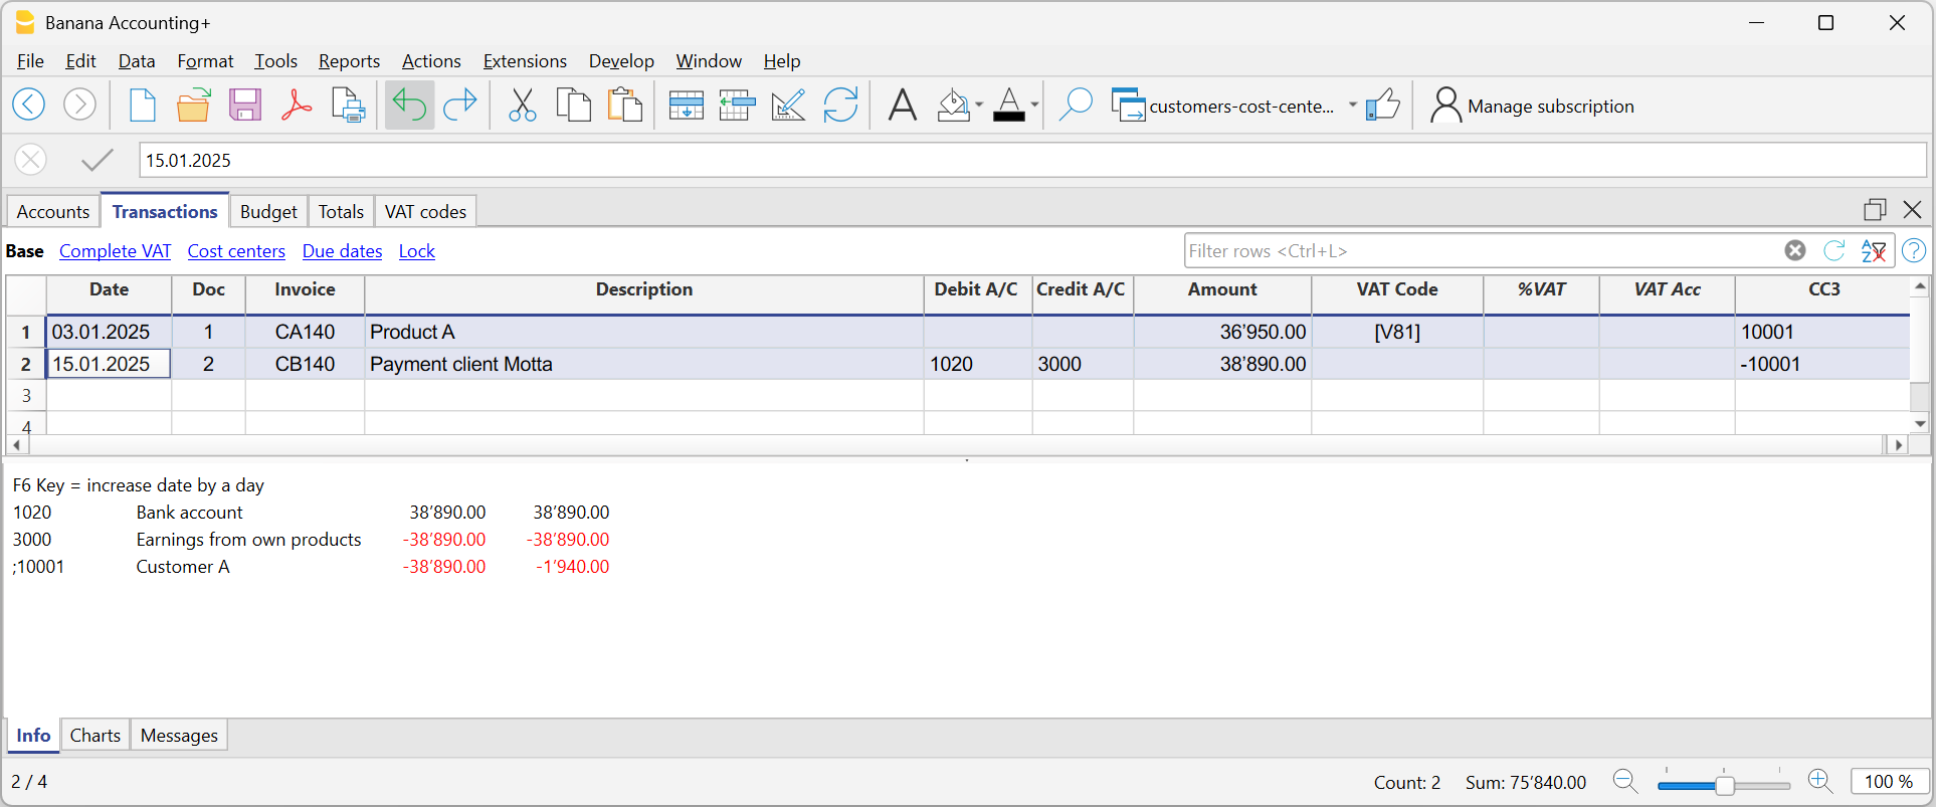 Banana Accounting+
File Edit Data Format Tools Reports Actions Extensions Develop Window Help
customers-cost-cente... Manage subscription
15.01.2025
Accounts Transactions Budget Totals VAT codes
Base Complete VAT Cost centers Due dates Lock Filter rows <Ctrl+L>
Date Doc Invoice Description Debit A/C Credit A/C Amount VAT Code %VAT VAT Acc CC3
1 03.01.2025 1 CA140 Product A 36’950.00 [V81] 10001
2 15.01.2025 2 CB140 Payment client Motta 1020 3000 38’890.00 -10001
3
4
F6 Key = increase date by a day
1020 Bank account 38’890.00 38’890.00
3000 Earnings from own products -38’890.00 -38’890.00
;10001 Customer A -38’890.00 -1’940.00
Info Charts Messages
2 / 4 Count: 2 Sum: 75’840.00 100 %